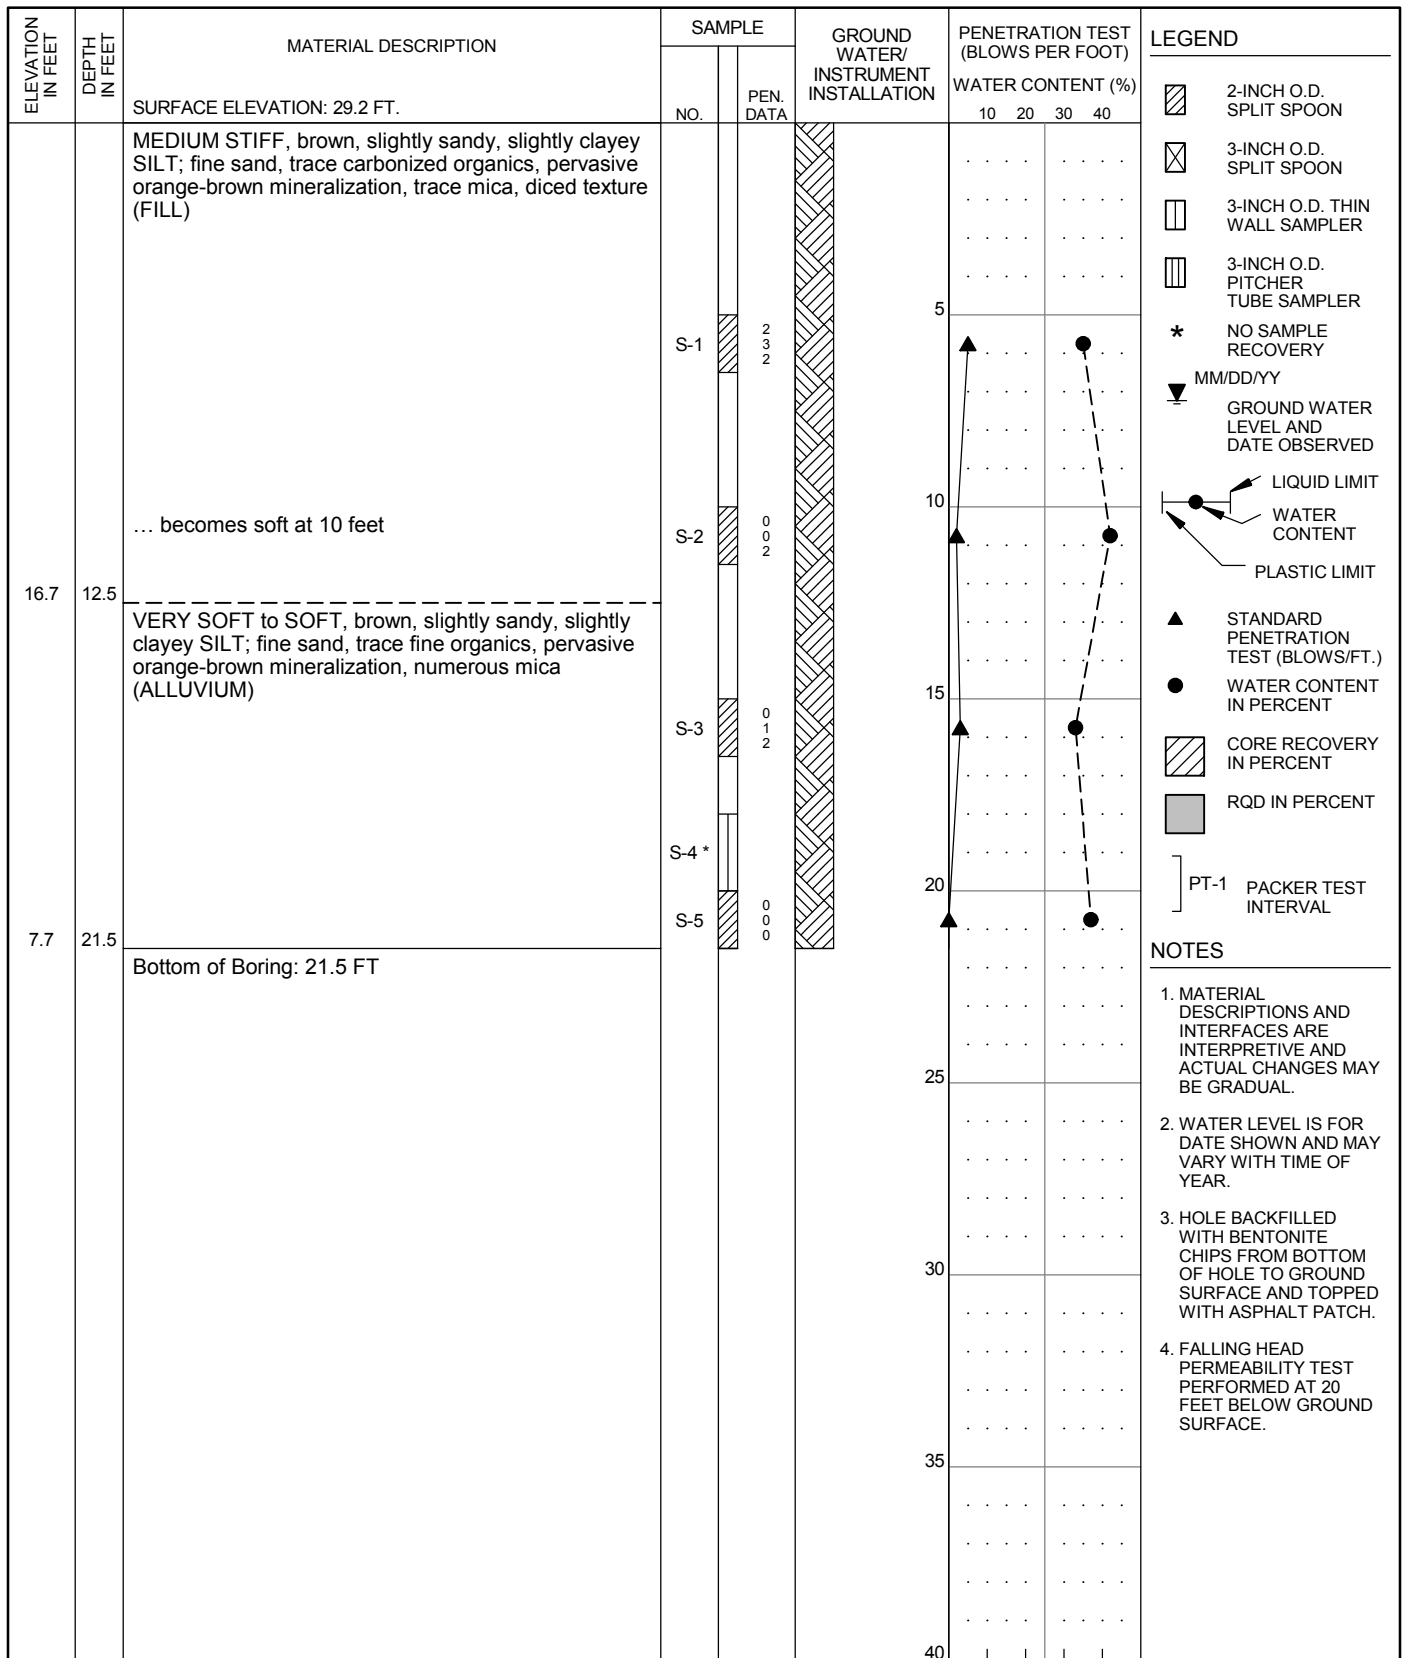 ELEVATION
IN FEET
DEPTH
IN FEET
MATERIAL DESCRIPTION
SURFACE ELEVATION: 29.2 FT.
SAMPLE
NO.
PEN.
DATA
GROUND
WATER/
INSTRUMENT
INSTALLATION
PENETRATION TEST
(BLOWS PER FOOT)
WATER CONTENT (%)
10 20 30 40
MEDIUM STIFF, brown, slightly sandy, slightly clayey
SILT; fine sand, trace carbonized organics, pervasive
orange-brown mineralization, trace mica, diced texture
(FILL)
5
S-1
2
3
2
10
... becomes soft at 10 feet
S-2
0
0
2
16.7 12.5
VERY SOFT to SOFT, brown, slightly sandy, slightly
clayey SILT; fine sand, trace fine organics, pervasive
orange-brown mineralization, numerous mica
(ALLUVIUM)
15
S-3
0
1
2
S-4 *
20
S-5
0
0
0
7.7 21.5
Bottom of Boring: 21.5 FT
25
30
35
40
LEGEND
2-INCH O.D.
SPLIT SPOON
3-INCH O.D.
SPLIT SPOON
3-INCH O.D. THIN
WALL SAMPLER
3-INCH O.D.
PITCHER
TUBE SAMPLER
* NO SAMPLE
RECOVERY
MM/DD/YY
GROUND WATER
LEVEL AND
DATE OBSERVED
LIQUID LIMIT
WATER
CONTENT
PLASTIC LIMIT
STANDARD
PENETRATION
TEST (BLOWS/FT.)
WATER CONTENT
IN PERCENT
CORE RECOVERY
IN PERCENT
RQD IN PERCENT
PT-1 PACKER TEST
INTERVAL
NOTES
1. MATERIAL
DESCRIPTIONS AND
INTERFACES ARE
INTERPRETIVE AND
ACTUAL CHANGES MAY
BE GRADUAL.
2. WATER LEVEL IS FOR
DATE SHOWN AND MAY
VARY WITH TIME OF
YEAR.
3. HOLE BACKFILLED
WITH BENTONITE
CHIPS FROM BOTTOM
OF HOLE TO GROUND
SURFACE AND TOPPED
WITH ASPHALT PATCH.
4. FALLING HEAD
PERMEABILITY TEST
PERFORMED AT 20
FEET BELOW GROUND
SURFACE.